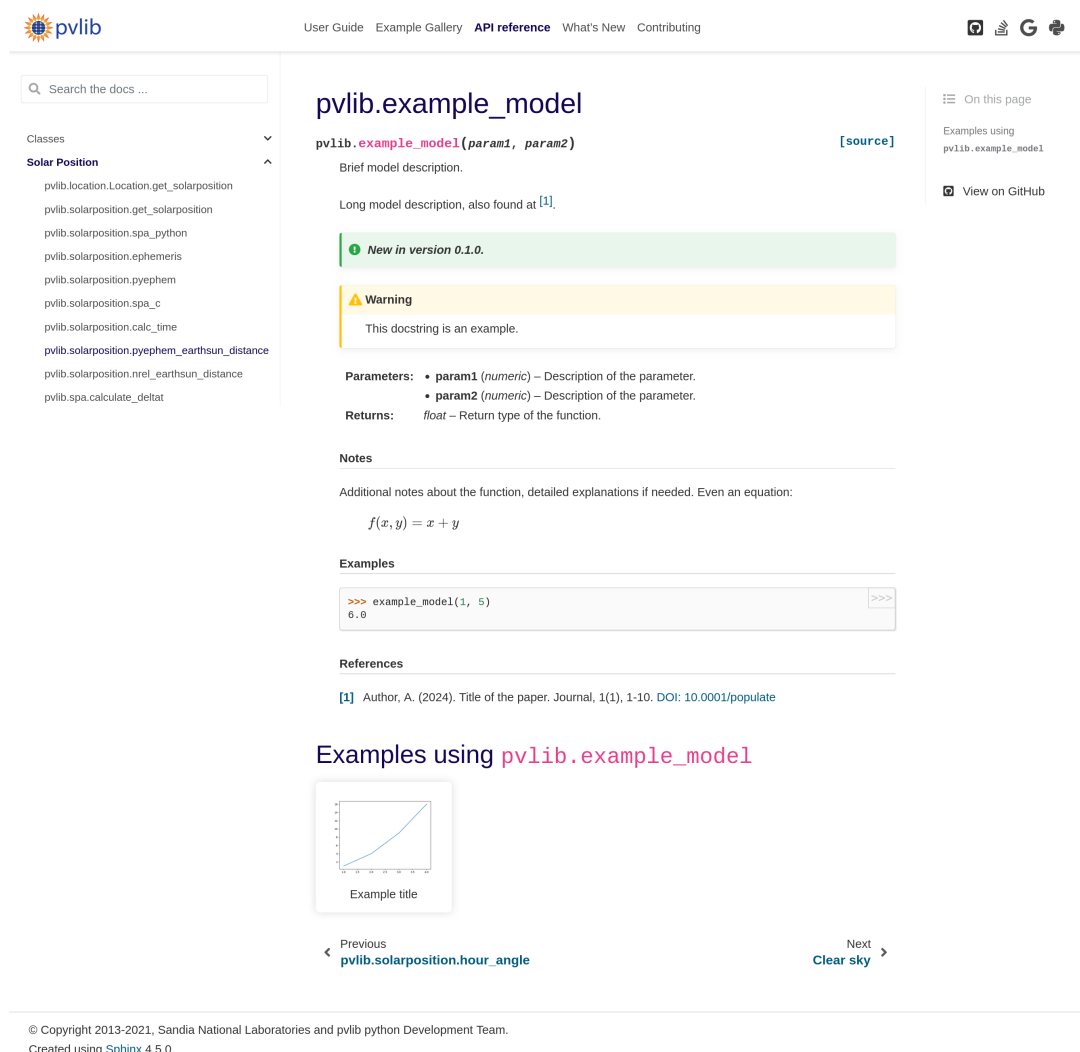 pvlib
User Guide Example Gallery API reference What's New Contributing
Search the docs ...
Classes
Solar Position
pvlib.location.Location.get_solarposition
pvlib.solarposition.get_solarposition
pvlib.solarposition.spa_python
pvlib.solarposition.ephemeris
pvlib.solarposition.pyephem
pvlib.solarposition.spa_c
pvlib.solarposition.calc_time
pvlib.solarposition.pyephem_earthsun_distance
pvlib.solarposition.nrel_earthsun_distance
pvlib.spa.calculate_deltat
pvlib.example_model
pvlib.example_model(param1, param2) [source]
Brief model description.
Long model description, also found at [1].
New in version 0.1.0.
Warning
This docstring is an example.
Parameters: • param1 (numeric) – Description of the parameter.
• param2 (numeric) – Description of the parameter.
Returns: float – Return type of the function.
Notes
Additional notes about the function, detailed explanations if needed. Even an equation:
f(x, y) = x + y
Examples
>>> example_model(1, 5) >>>
6.0
References
[1] Author, A. (2024). Title of the paper. Journal, 1(1), 1-10. DOI: 10.0001/populate
Examples using pvlib.example_model
Example title
Previous
pvlib.solarposition.hour_angle
Next
Clear sky
On this page
Examples using
pvlib.example_model
View on GitHub
© Copyright 2013-2021, Sandia National Laboratories and pvlib python Development Team.
Created using Sphinx 4.5.0